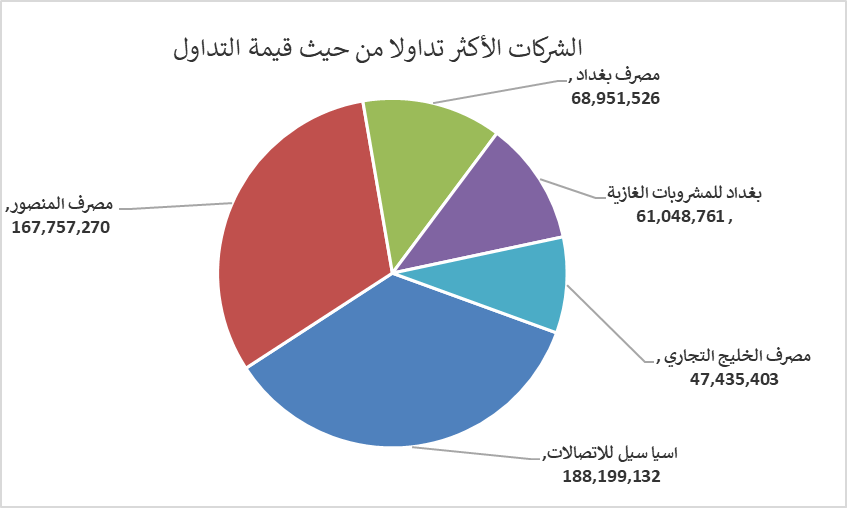 الشركات الأكثر تداولا من حيث قيمة التداول
مصرف بغداد ,
68,951,526
بغداد للمشروبات الغازية
61,048,761 ,
مصرف المنصور,
167,757,270
مصرف الخليج التجاري ,
47,435,403
اسيا سيل للاتصالات,
188,199,132